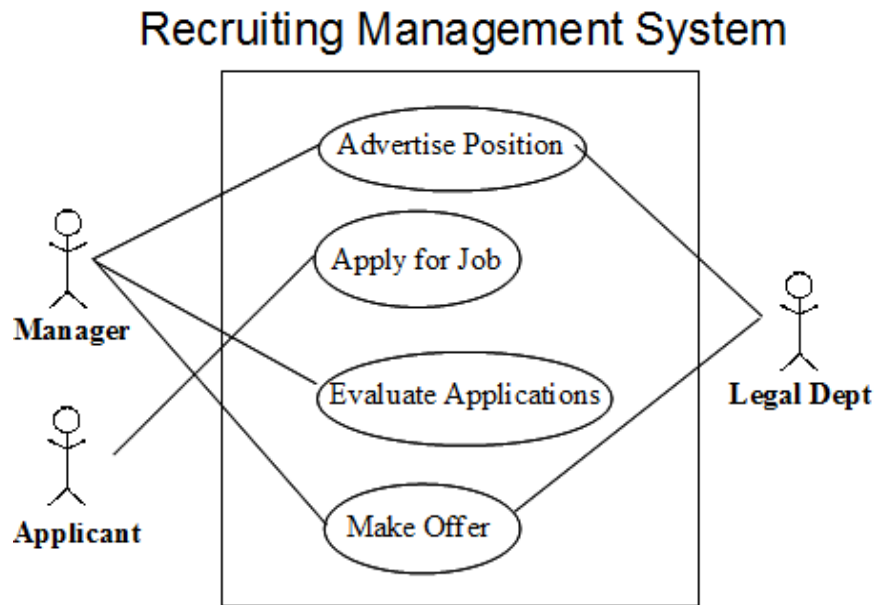 Recruiting Management System
Advertise Position
Apply for Job
Manager
Evaluate Applications
Legal Dept
Applicant
Make Offer